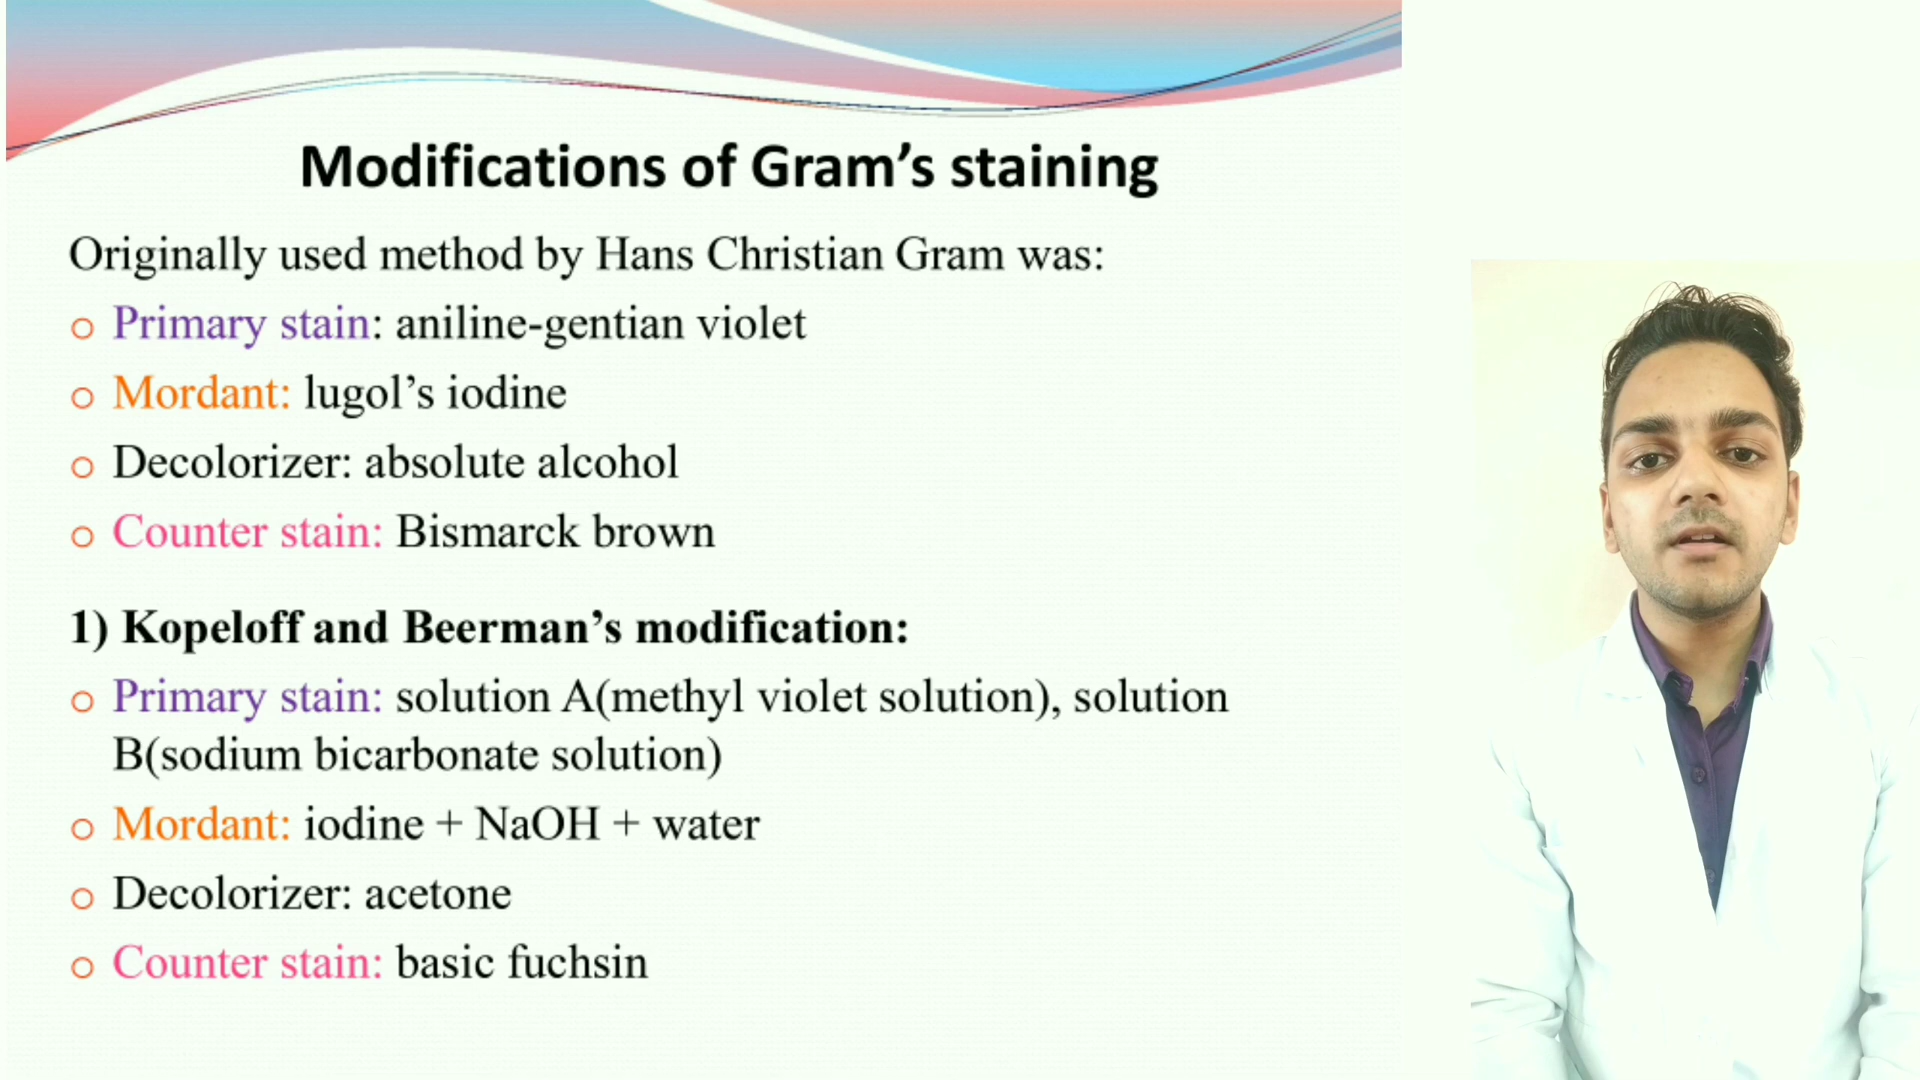 Modifications of Gram’s staining
Originally used method by Hans Christian Gram was:
Primary stain: aniline-gentian violet
Mordant: lugol’s iodine
Decolorizer: absolute alcohol
Counter stain: Bismarck brown
1) Kopeloff and Beerman’s modification:
Primary stain: solution A(methyl violet solution), solution
B(sodium bicarbonate solution)
Mordant: iodine + NaOH + water
Decolorizer: acetone
Counter stain: basic fuchsin